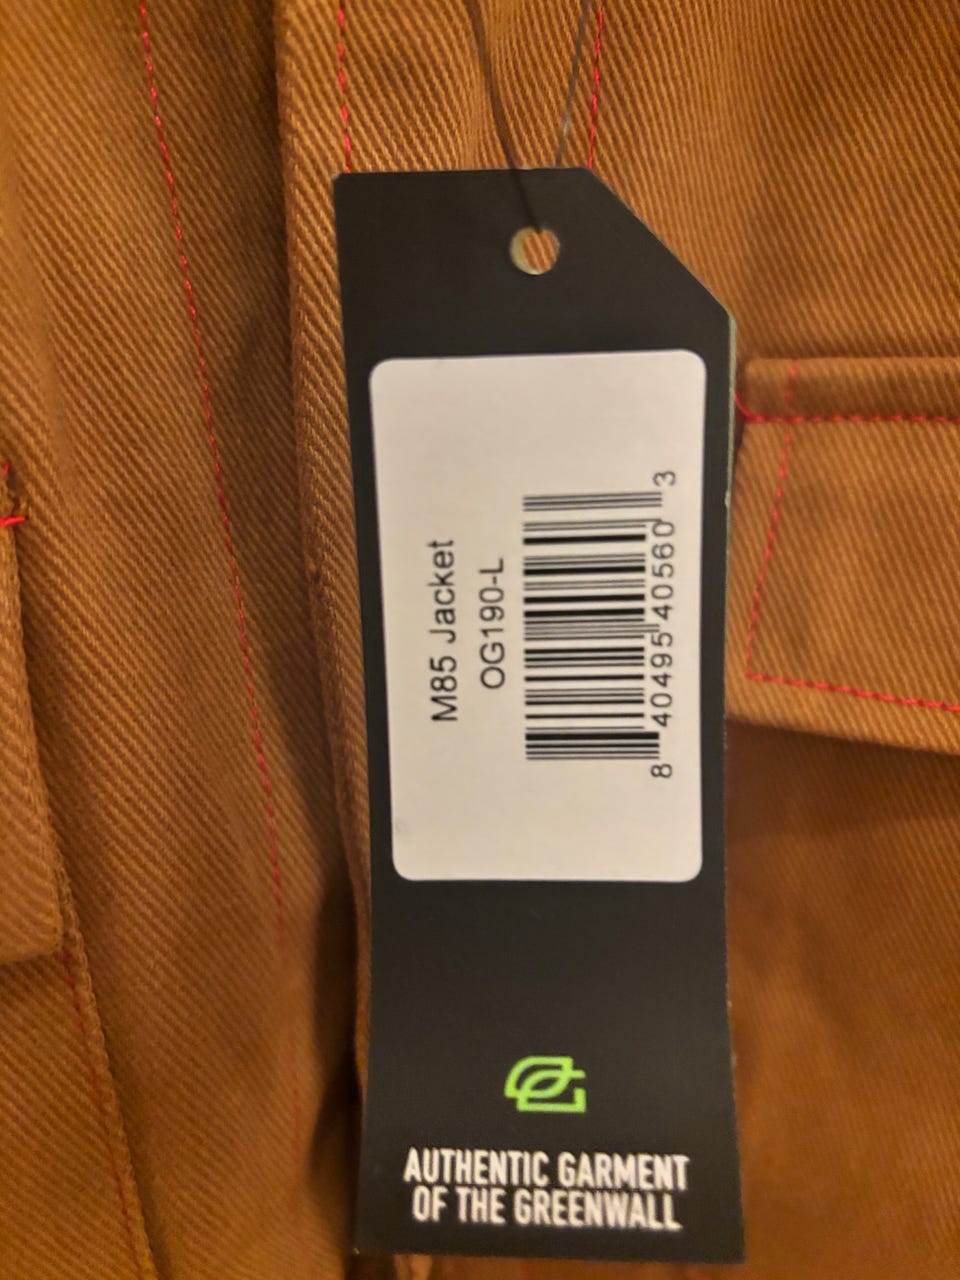 M85 Jacket
OG190-L
8 40495 40560 3
AUTHENTIC GARMENT
OF THE GREENWALL